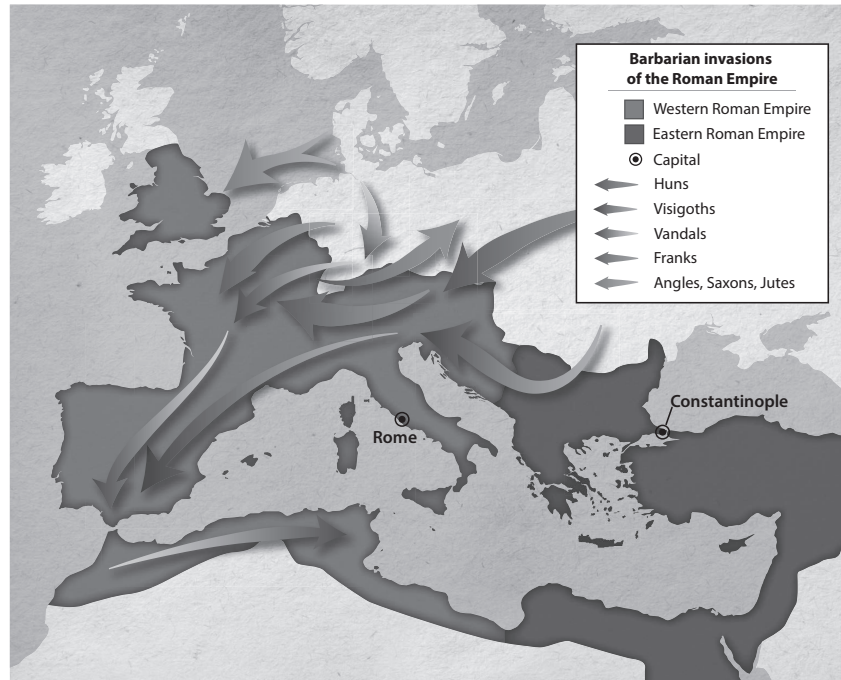 Barbarian invasions
of the Roman Empire
Western Roman Empire
Eastern Roman Empire
Capital
Huns
Visigoths
Vandals
Franks
Angles, Saxons, Jutes
Constantinople
Rome